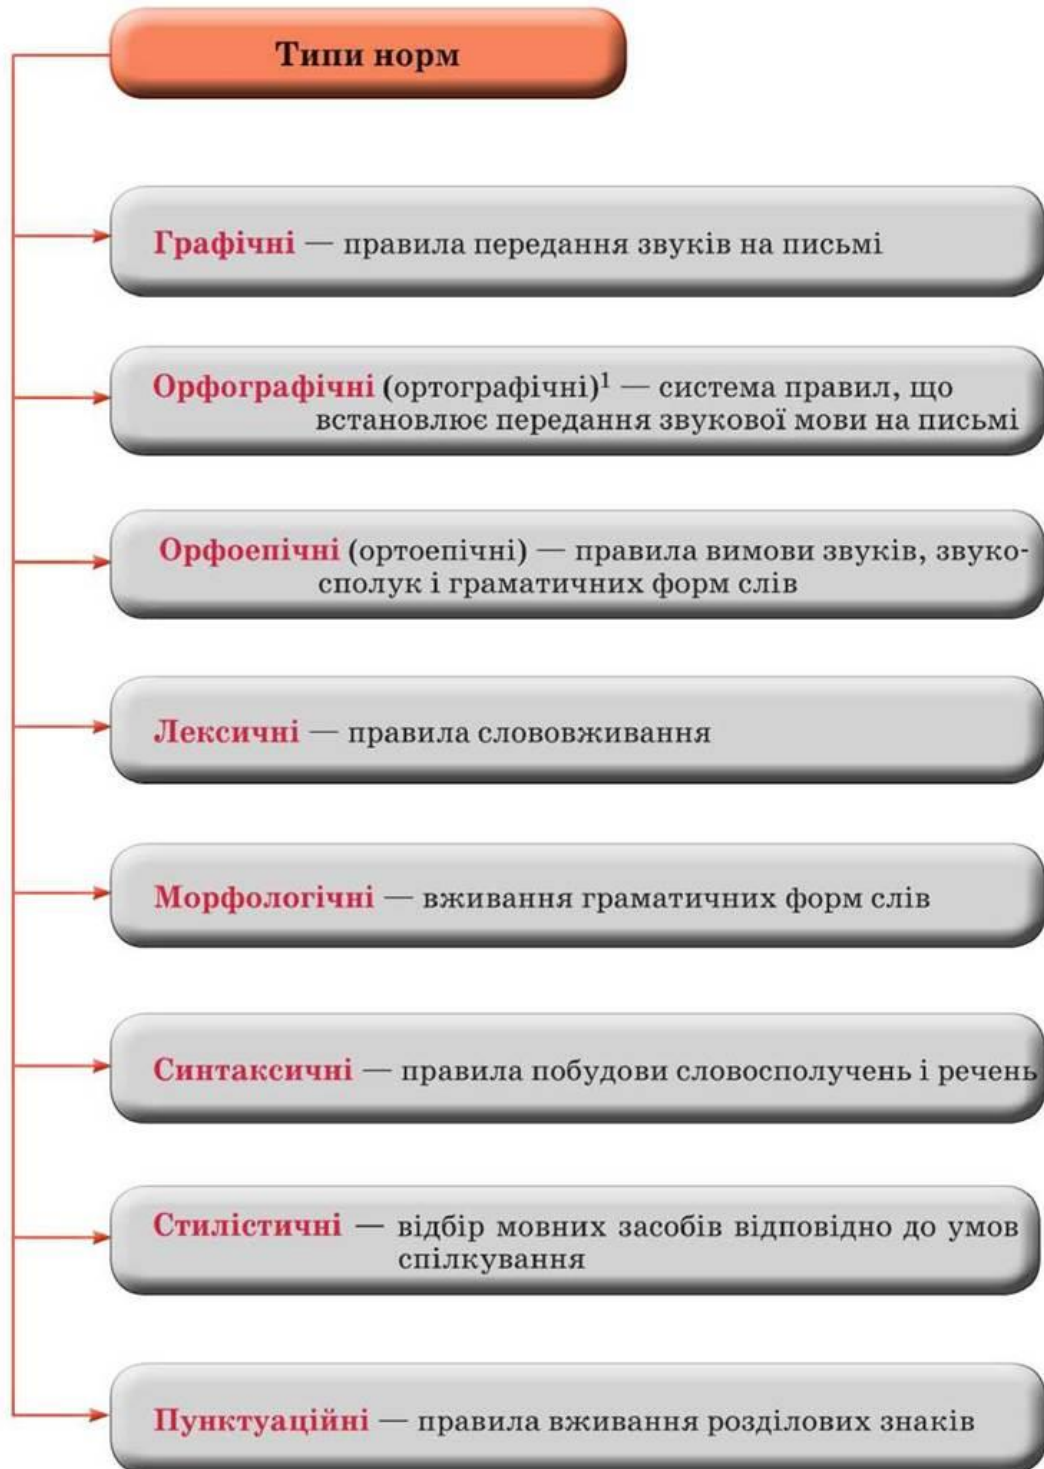 Типи норм
Графічні — правила передання звуків на письмі
Орфографічні (ортографічні)¹ — система правил, що
встановлює передання звукової мови на письмі
Орфоепічні (ортоепічні) — правила вимови звуків, звуко-
сполук і граматичних форм слів
Лексичні — правила слововживання
Морфологічні — вживання граматичних форм слів
Синтаксичні — правила побудови словосполучень і речень
Стилістичні — відбір мовних засобів відповідно до умов
спілкування
Пунктуаційні — правила вживання розділових знаків